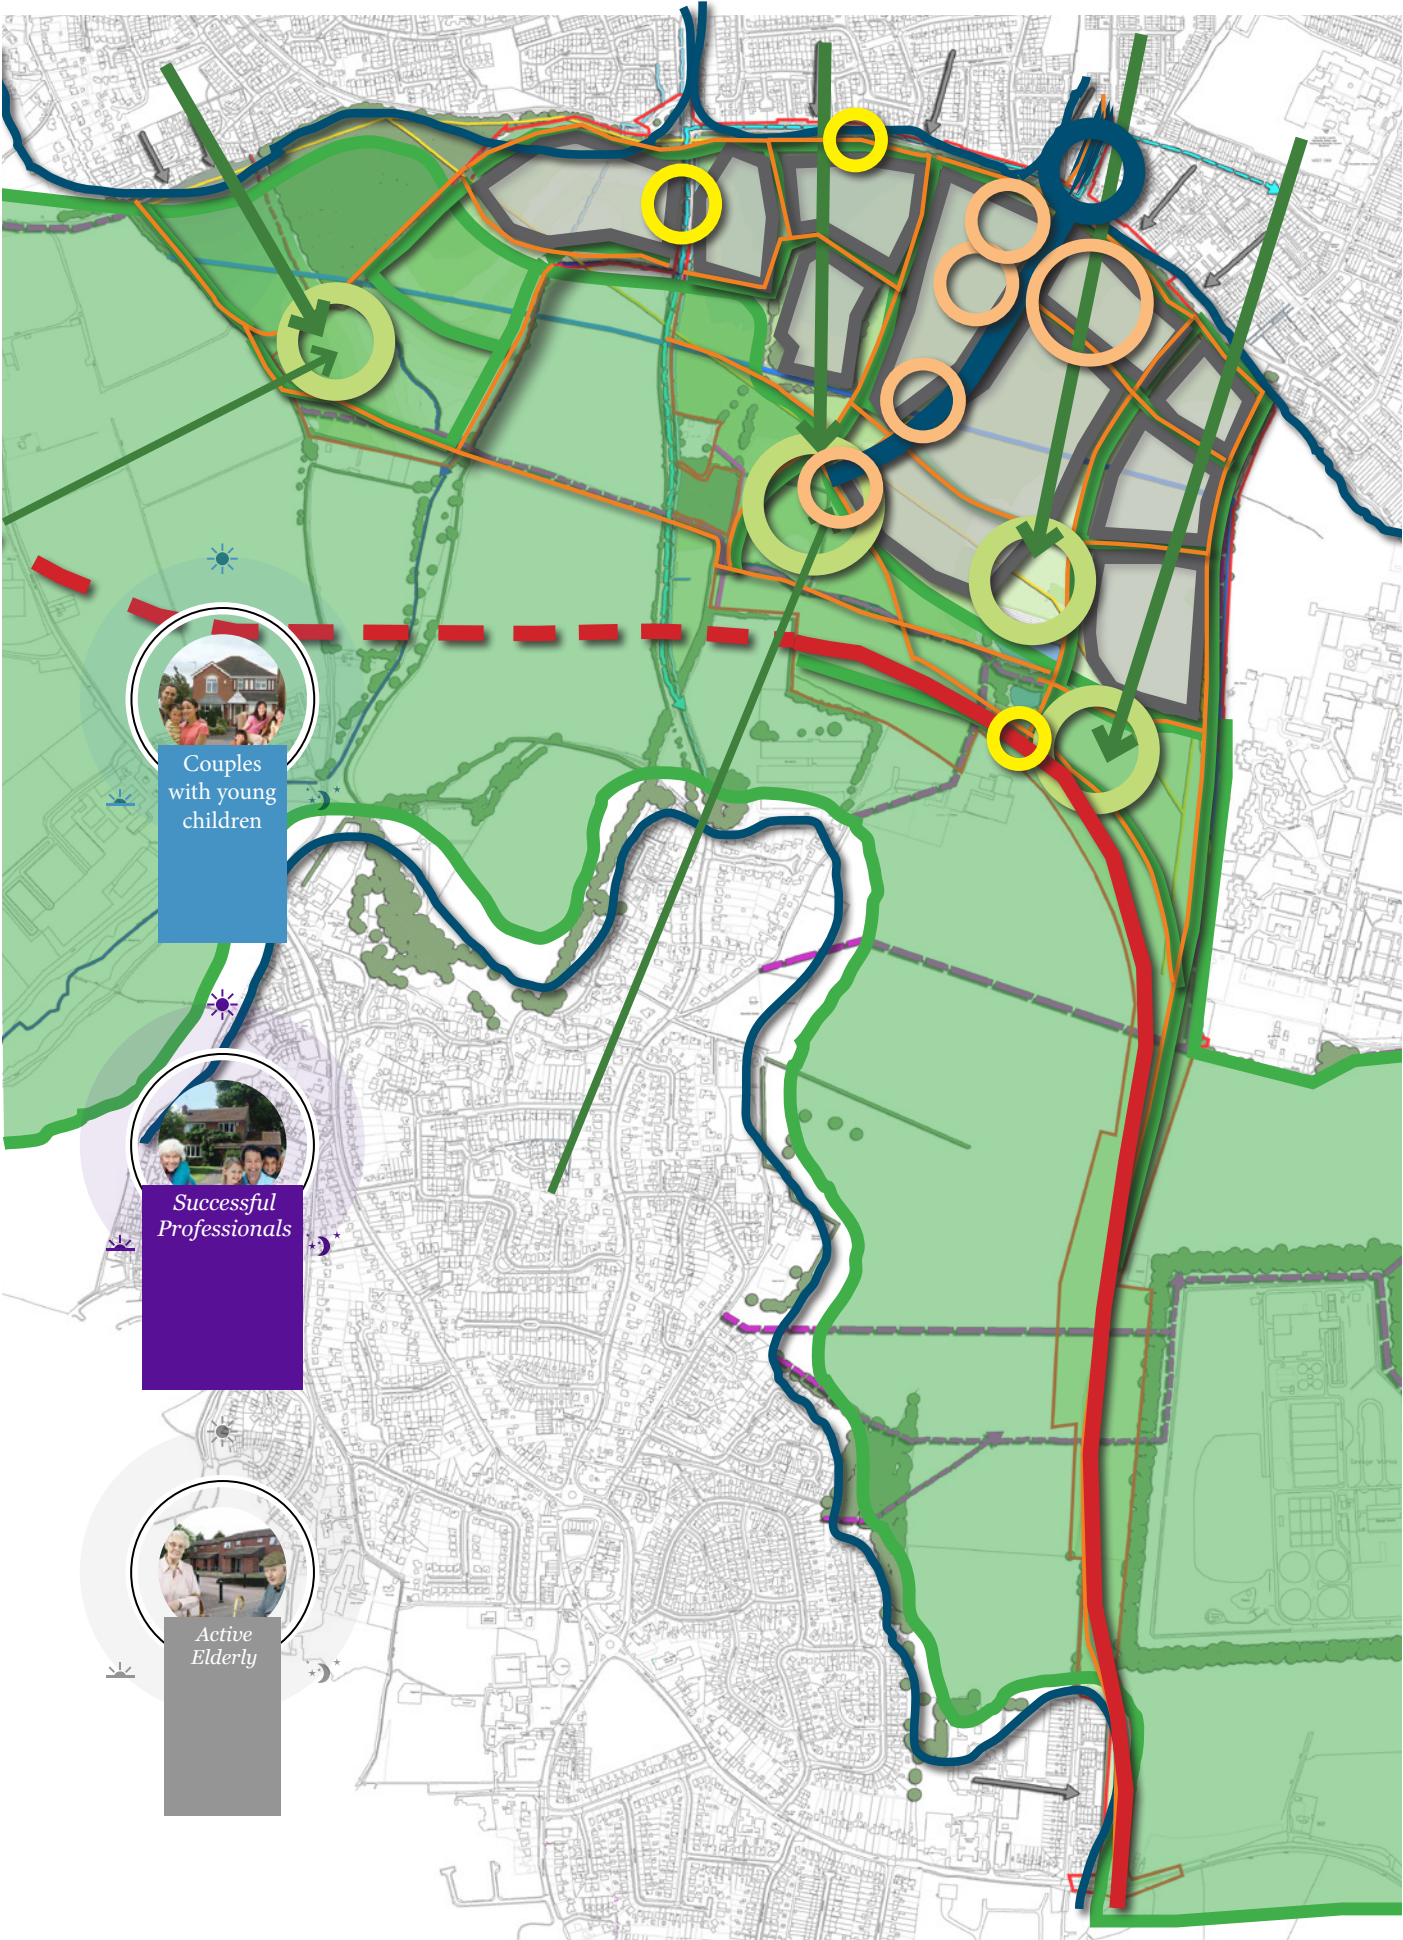 Couples
with young
children
Successful
Professionals
Active
Elderly